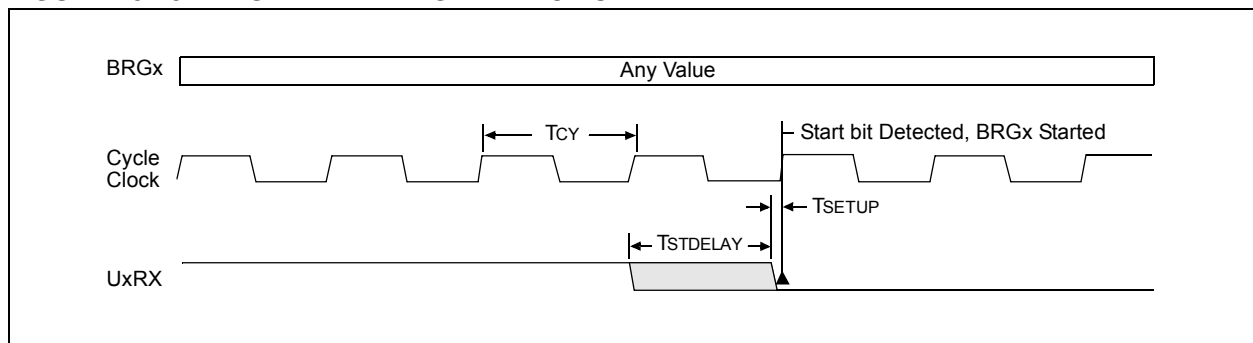 BRGx
Any Value
TCY
Start bit Detected, BRGx Started
Cycle
Clock
TSETUP
TSTDELAY
UxRX